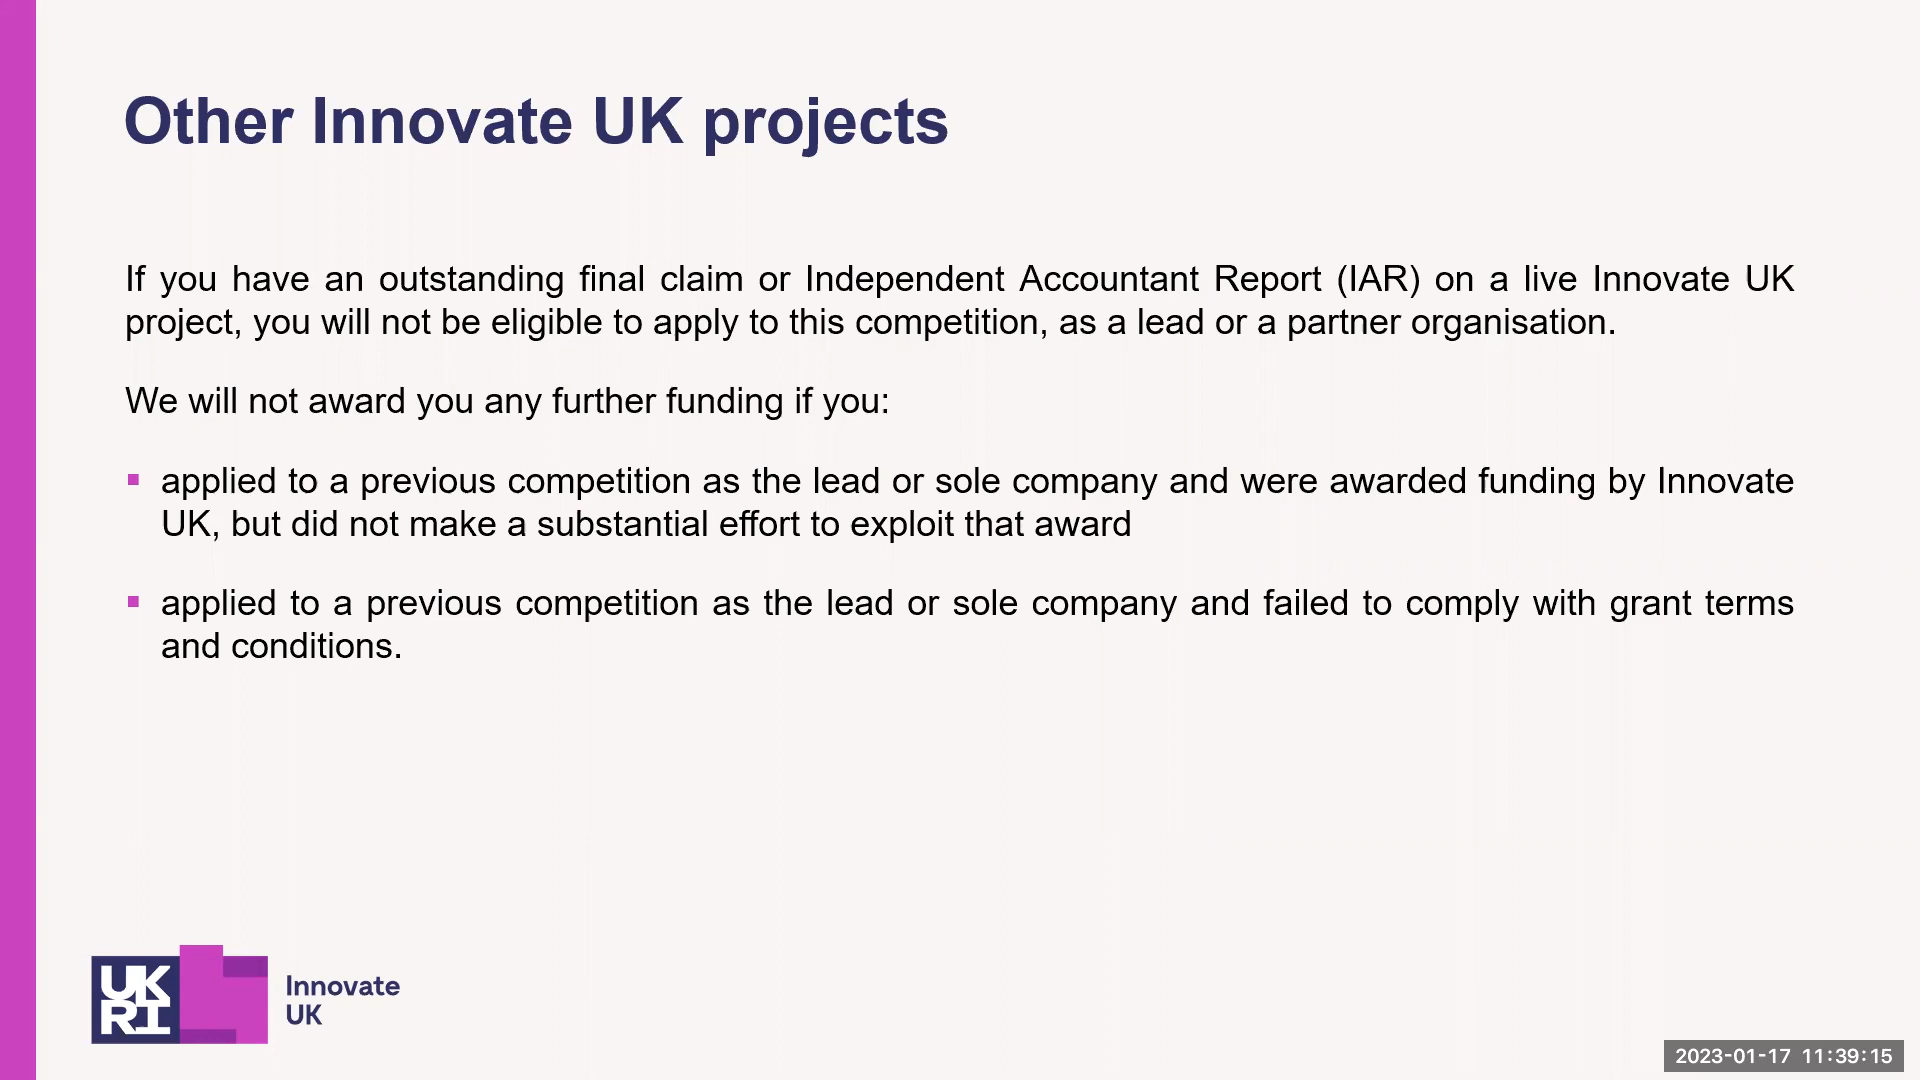 Other Innovate UK projects
If you have an outstanding final claim or Independent Accountant Report (IAR) on a live Innovate UK
project, you will not be eligible to apply to this competition, as a lead or a partner organisation.
We will not award you any further funding if you:
applied to a previous competition as the lead or sole company and were awarded funding by Innovate
UK, but did not make a substantial effort to exploit that award
applied to a previous competition as the lead or sole company and failed to comply with grant terms
and conditions.
UK
RI
Innovate
UK
2023-01-17 11:39:15